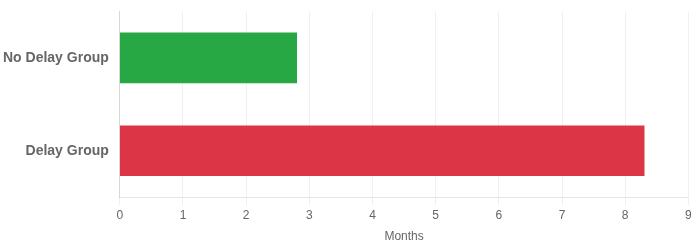 No Delay Group
Delay Group
0 1 2 3 4 5 6 7 8 9
Months